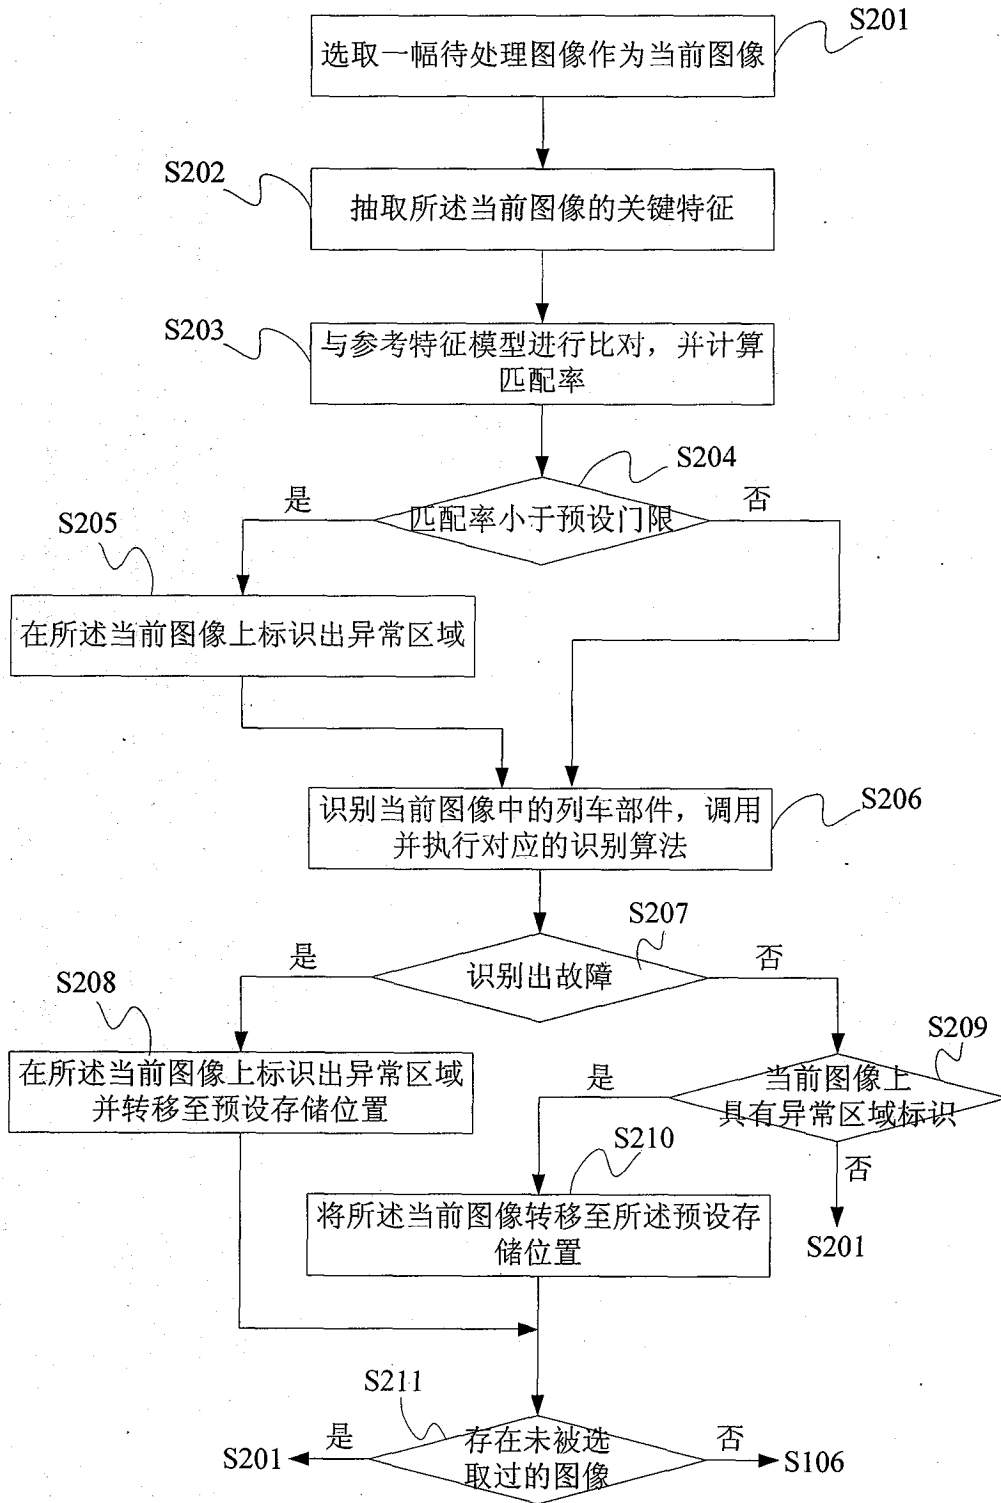 S201
选取一幅待处理图像作为当前图像
S202
抽取所述当前图像的关键特征
S203
与参考特征模型进行比对，并计算
匹配率
S204
是
匹配率小于预设门限
否
S205
在所述当前图像上标识出异常区域
识别当前图像中的列车部件，调用
并执行对应的识别算法
S206
S207
是
识别出故障
否
S208
在所述当前图像上标识出异常区域
并转移至预设存储位置
S209
是
当前图像上
具有异常区域标识
否
S201
S210
将所述当前图像转移至所述预设存
储位置
S211
S201
是
存在未被选
取过的图像
否
S106